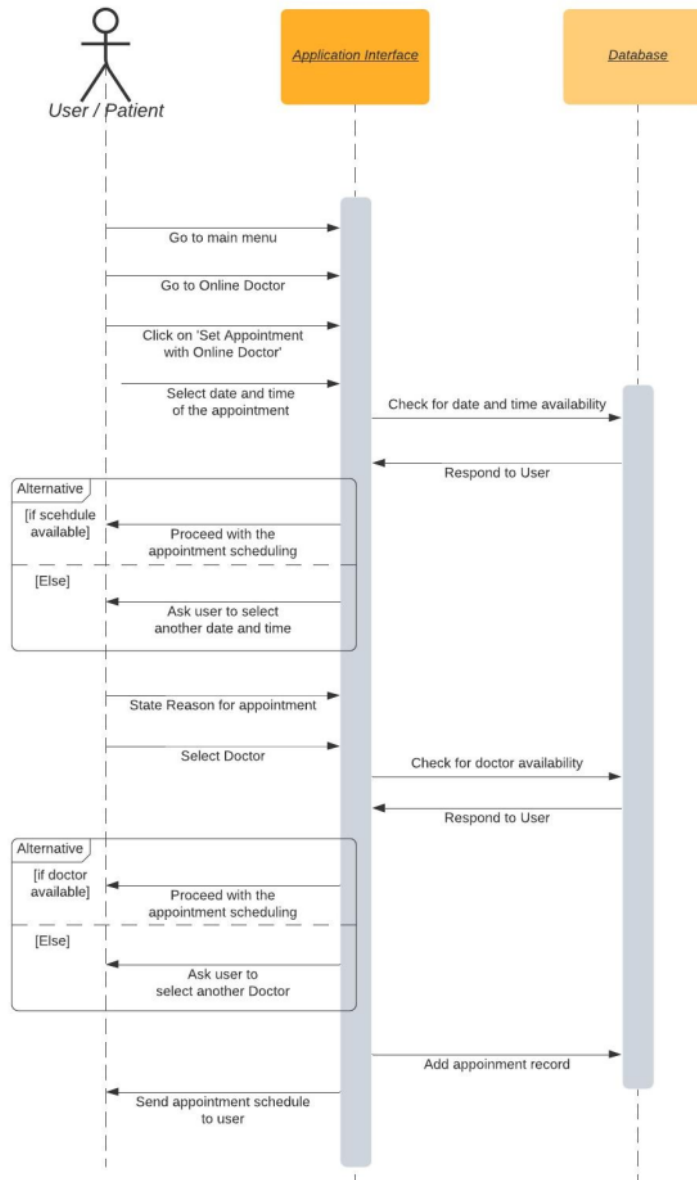 User / Patient
Application Interface
Database
Go to main menu
Go to Online Doctor
Click on 'Set Appointment
with Online Doctor'
Select date and time
of the appointment
Check for date and time availability
Respond to User
Alternative
[if scehdule
available]
Proceed with the
appointment scheduling
[Else]
Ask user to select
another date and time
State Reason for appointment
Select Doctor
Check for doctor availability
Respond to User
Alternative
[if doctor
available]
Proceed with the
appointment scheduling
[Else]
Ask user to
select another Doctor
Add appoinment record
Send appointment schedule
to user